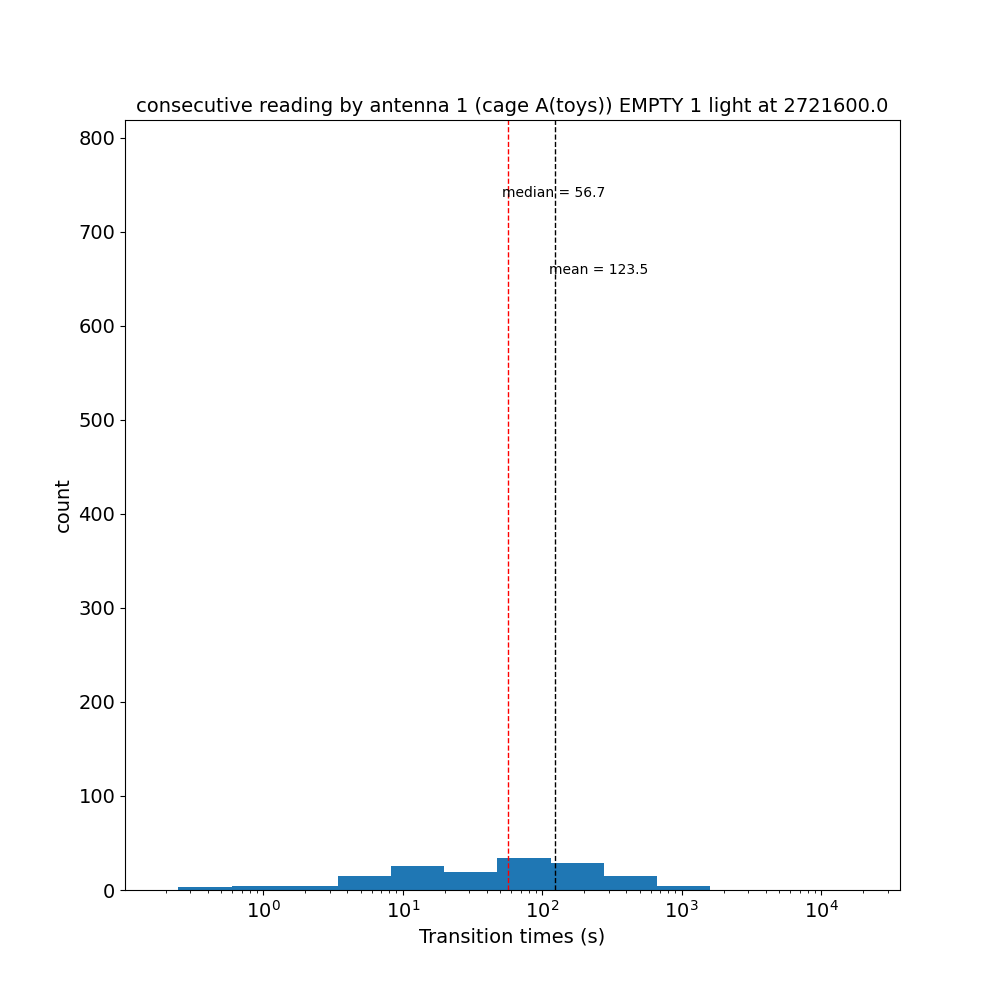 consecutive reading by antenna 1 (cage A(toys)) EMPTY 1 light at 2721600.0
800
median = 56.7
700
mean = 123.5
600
500
count
400
300
200
100
0
10⁰ 10¹ 10² 10³ 10⁴
Transition times (s)